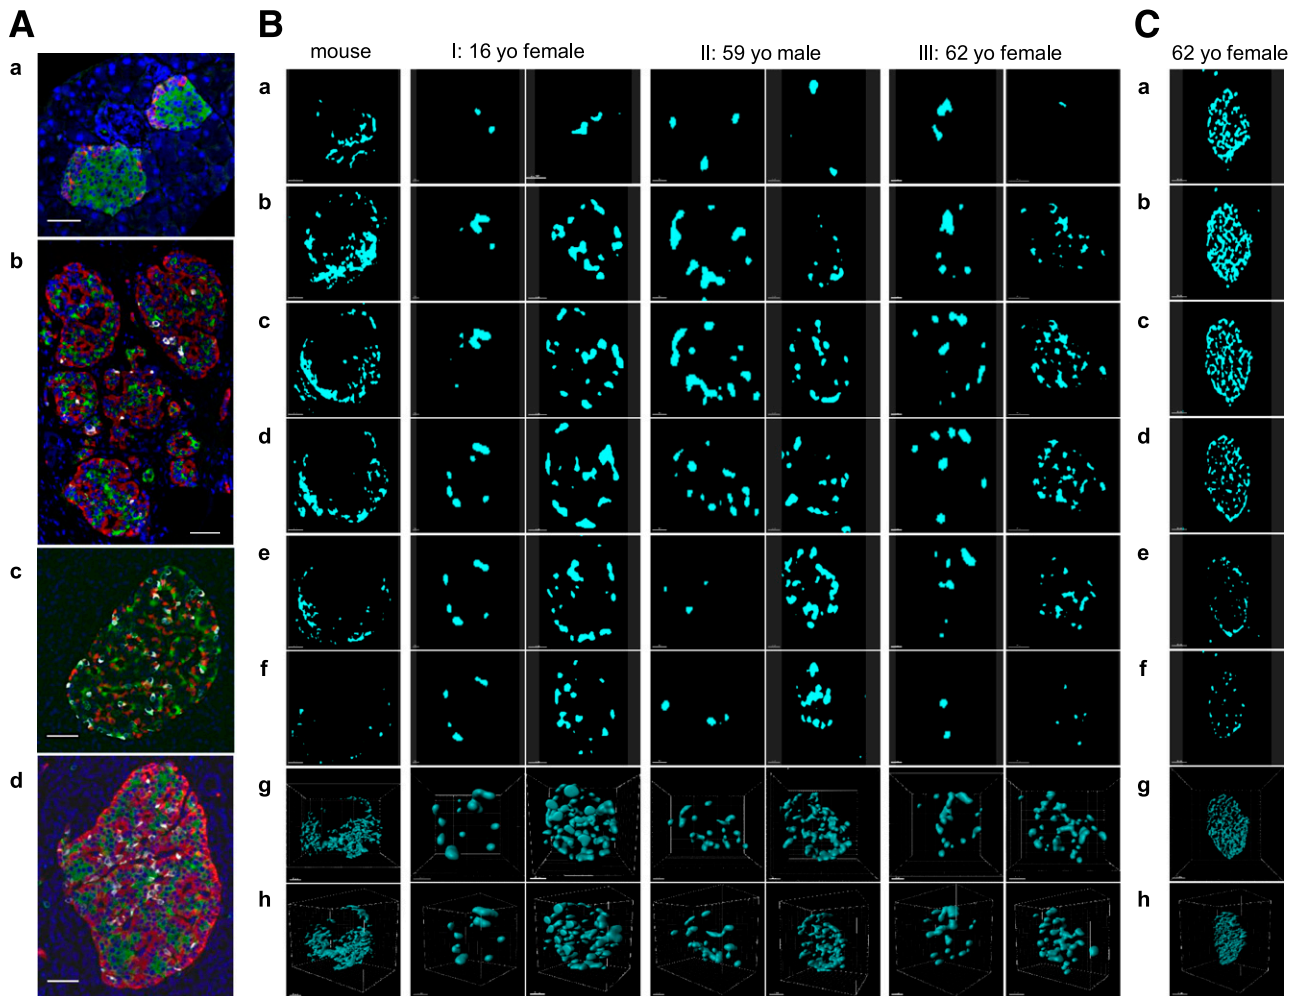 A B C
mouse I: 16 yo female II: 59 yo male III: 62 yo female 62 yo female
a a a
b b b
c c c
d d d
e e
f f
g g
h h